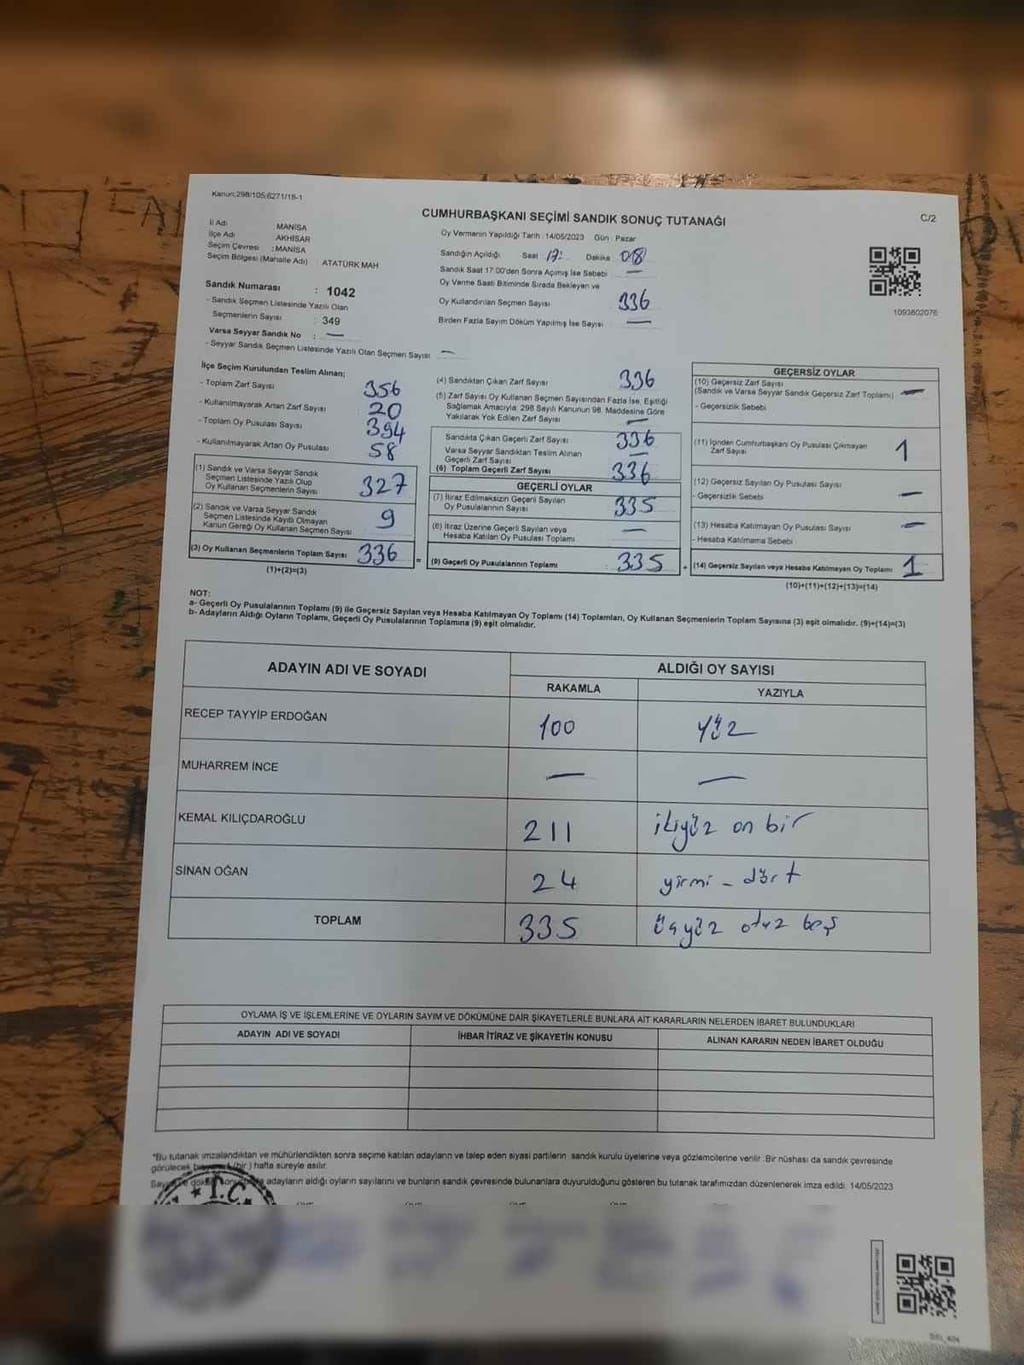 Kanun:298/105;6271/18-1
CUMHURBAŞKANI SEÇİMİ SANDIK SONUÇ TUTANAĞI
C/2
İl Adı MANİSA
İlçe Adı AKHİSAR
Seçim Çevresi : MANİSA
Seçim Bölgesi (Mahalle Adı) : ATATÜRK MAH
Sandık Numarası : 1042
- Sandık Seçmen Listesinde Yazılı Olan
Seçmenlerin Sayısı : 349
Varsa Seyyar Sandık No : —
- Seyyar Sandık Seçmen Listesinde Yazılı Olan Seçmen Sayısı —
Oy Vermenin Yapıldığı Tarih : 14/05/2023 Gün : Pazar
Sandığın Açıldığı Saat 17: Dakika 08
Sandık Saat 17.00'den Sonra Açımış İse Sebebi —
Oy Verme Saati Bitiminde Sırada Bekleyen ve
Oy Kullandırılan Seçmen Sayısı 336
Birden Fazla Sayım Döküm Yapılmış İse Sayısı —
1093802076
İlçe Seçim Kurulundan Teslim Alınan;
- Toplam Zarf Sayısı 356
- Kullanılmayarak Artan Zarf Sayısı 20
- Toplam Oy Pusulası Sayısı 394
- Kullanılmayarak Artan Oy Pusulası 58
(1) Sandık ve Varsa Seyyar Sandık
Seçmen Listesinde Yazılı Olup
Oy Kullanan Seçmenlerin Sayısı 327
(2) Sandık ve Varsa Seyyar Sandık
Seçmen Listesinde Kayıtlı Olmayan
Kanun Gereği Oy Kullanan Seçmen Sayısı 9
(3) Oy Kullanan Seçmenlerin Toplam Sayısı 336
(1)+(2)=(3)
(4) Sandıktan Çıkan Zarf Sayısı 336
(5) Zarf Sayısı Oy Kullanan Seçmen Sayısından Fazla İse, Eşitliği
Sağlamak Amacıyla; 298 Sayılı Kanunun 98. Maddesine Göre
Yakılarak Yok Edilen Zarf Sayısı —
Sandıkta Çıkan Geçerli Zarf Sayısı 336
Varsa Seyyar Sandıktan Teslim Alınan
Geçerli Zarf Sayısı —
(6) Toplam Geçerli Zarf Sayısı 336
GEÇERLİ OYLAR
(7) İtiraz Edilmeksizin Geçerli Sayılan
Oy Pusulalarının Sayısı 335
(8) İtiraz Üzerine Geçerli Sayılan veya
Hesaba Katılan Oy Pusulası Toplamı —
= (9) Geçerli Oy Pusulalarının Toplamı : 335
GEÇERSİZ OYLAR
(10) Geçersiz Zarf Sayısı
(Sandık ve Varsa Seyyar Sandık Geçersiz Zarf Toplamı) —
- Geçersizlik Sebebi
(11) İçinden Cumhurbaşkanı Oy Pusulası Çıkmayan
Zarf Sayısı 1
(12) Geçersiz Sayılan Oy Pusulası Sayısı
- Geçersizlik Sebebi —
(13) Hesaba Katılmayan Oy Pusulası Sayısı —
- Hesaba Katılmama Sebebi
+ (14) Geçersiz Sayılan veya Hesaba Katılmayan Oy Toplamı 1
(10)+(11)+(12)+(13)=(14)
NOT:
a- Geçerli Oy Pusulalarının Toplamı (9) ile Geçersiz Sayılan veya Hesaba Katılmayan Oy Toplamı (14) Toplamları, Oy Kullanan Seçmenlerin Toplam Sayısına (3) eşit olmalıdır. (9)+(14)=(3)
b- Adayların Aldığı Oyların Toplamı, Geçerli Oy Pusulalarının Toplamına (9) eşit olmalıdır.
ADAYIN ADI VE SOYADI ALDIĞI OY SAYISI
RAKAMLA YAZIYLA
RECEP TAYYİP ERDOĞAN 100 yüz
MUHARREM İNCE — —
KEMAL KILIÇDAROĞLU 211 ikiyüz on bir
SİNAN OĞAN 24 yirmi - dört
TOPLAM 335 üçyüz otuz beş
OYLAMA İŞ VE İŞLEMLERİNE VE OYLARIN SAYIM VE DÖKÜMÜNE DAİR ŞİKAYETLERLE BUNLARA AİT KARARLARIN NELERDEN İBARET BULUNDUKLARI
ADAYIN ADI VE SOYADI İHBAR İTİRAZ VE ŞİKAYETİN KONUSU ALINAN KARARIN NEDEN İBARET OLDUĞU
*Bu tutanak imzalandıktan ve mühürlendikten sonra seçime katılan adayların ve talep eden siyasi partilerin sandık kurulu üyelerine veya gözlemcilerine verilir. Bir nüshası da sandık çevresinde
görülecek bir (bir) hafta süreyle asılır.
adayların aldığı oyların sayılarını ve bunların sandık çevresinde bulunanlara duyurulduğunu gösteren bu tutanak tarafımızdan düzenlenerek imza edildi. 14/05/2023
T.C